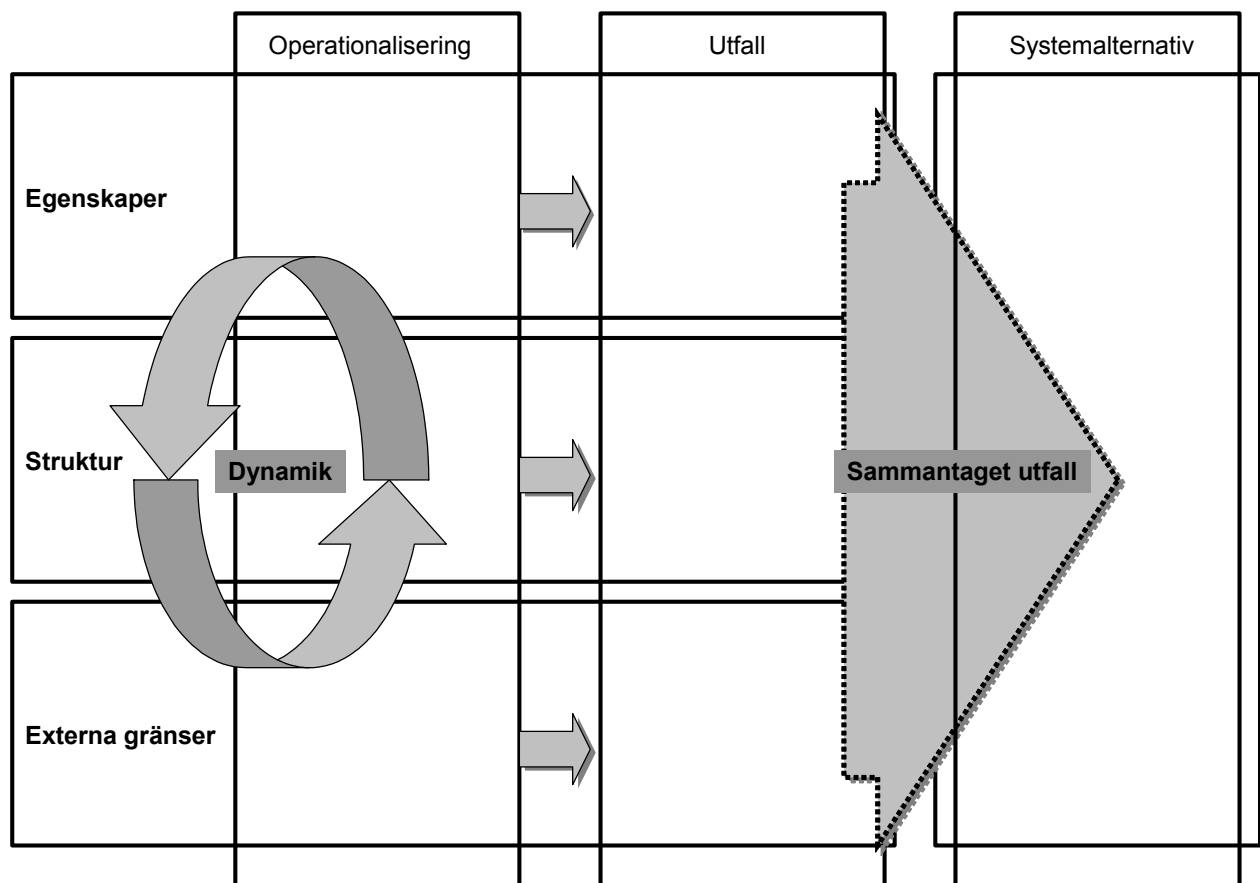 Operationalisering
Utfall
Systemalternativ
Egenskaper
Struktur
Dynamik
Sammantaget utfall
Externa gränser